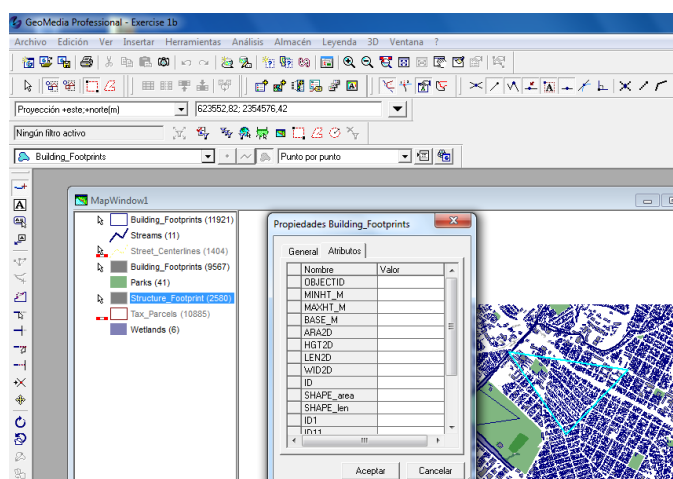 GeoMedia Professional - Exercise 1b
Archivo Edición Ver Insertar Herramientas Análisis Almacén Leyenda 3D Ventana ?
Proyección +este;+norte(m) 623552,82; 2354576,42
Ningún filtro activo
Building_Footprints Punto por punto
MapWindow1
Building_Footprints (11921)
Streams (11)
Street_Centerlines (1404)
Building_Footprints (9567)
Parks (41)
Structure_Footprint (2580)
Tax_Parcels (10885)
Wetlands (6)
Propiedades Building_Footprints
General Atributos
Nombre Valor
OBJECTID
MINHT_M
MAXHT_M
BASE_M
ARA2D
HGT2D
LEN2D
WID2D
ID
SHAPE_area
SHAPE_len
ID1
ID11
Aceptar Cancelar